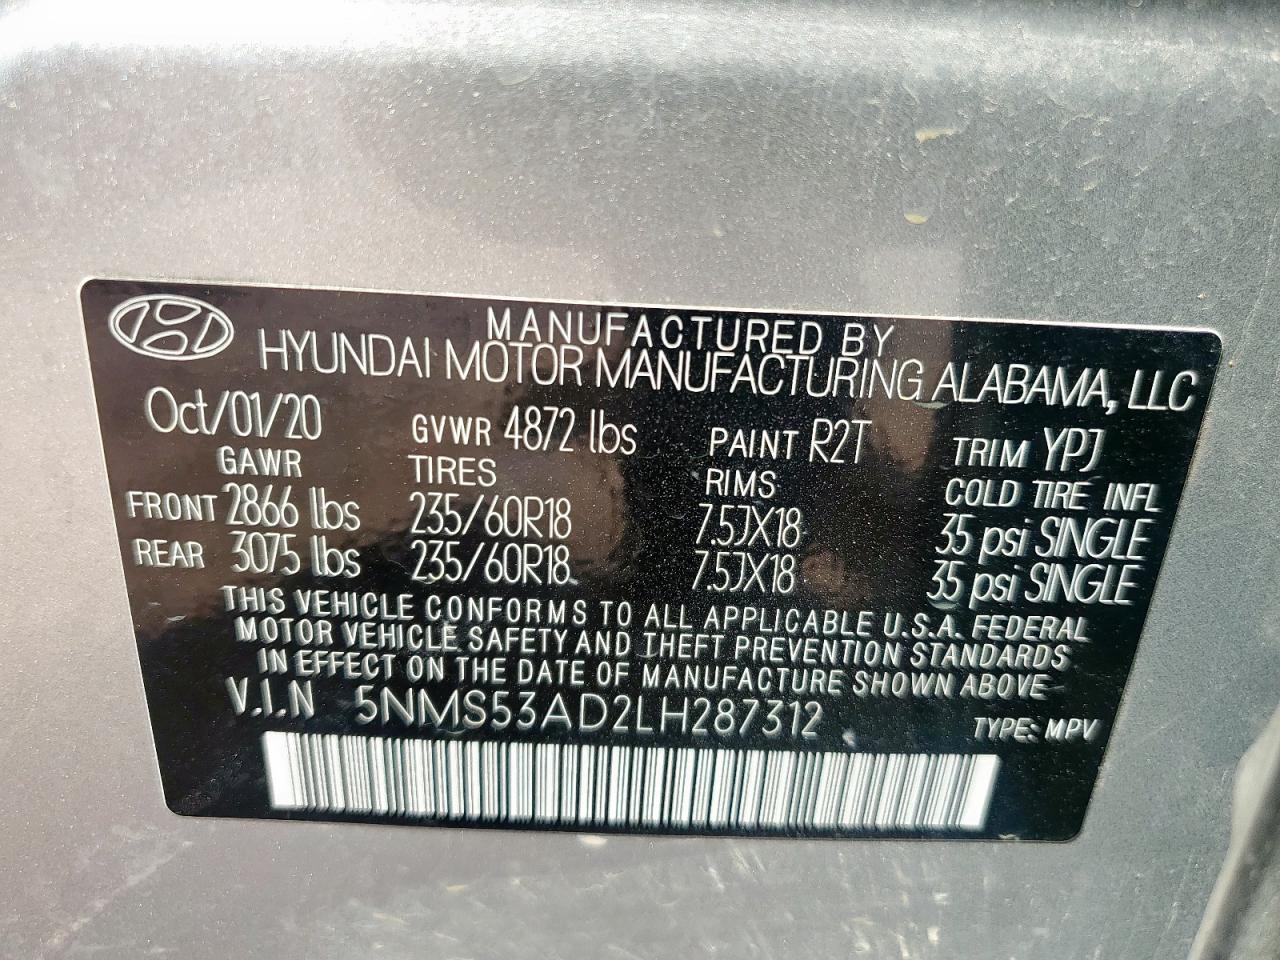 MANUFACTURED BY
HYUNDAI MOTOR MANUFACTURING ALABAMA, LLC
Oct/01/20 GVWR 4872 lbs PAINT R2T TRIM YPJ
GAWR TIRES RIMS COLD TIRE INFL
FRONT 2866 lbs 235/60R18 7.5JX18 35 psi SINGLE
REAR 3075 lbs 235/60R18 7.5JX18 35 psi SINGLE
THIS VEHICLE CONFORMS TO ALL APPLICABLE U.S.A. FEDERAL
MOTOR VEHICLE SAFETY AND THEFT PREVENTION STANDARDS
IN EFFECT ON THE DATE OF MANUFACTURE SHOWN ABOVE
V.I.N 5NMS53AD2LH287312 TYPE: MPV